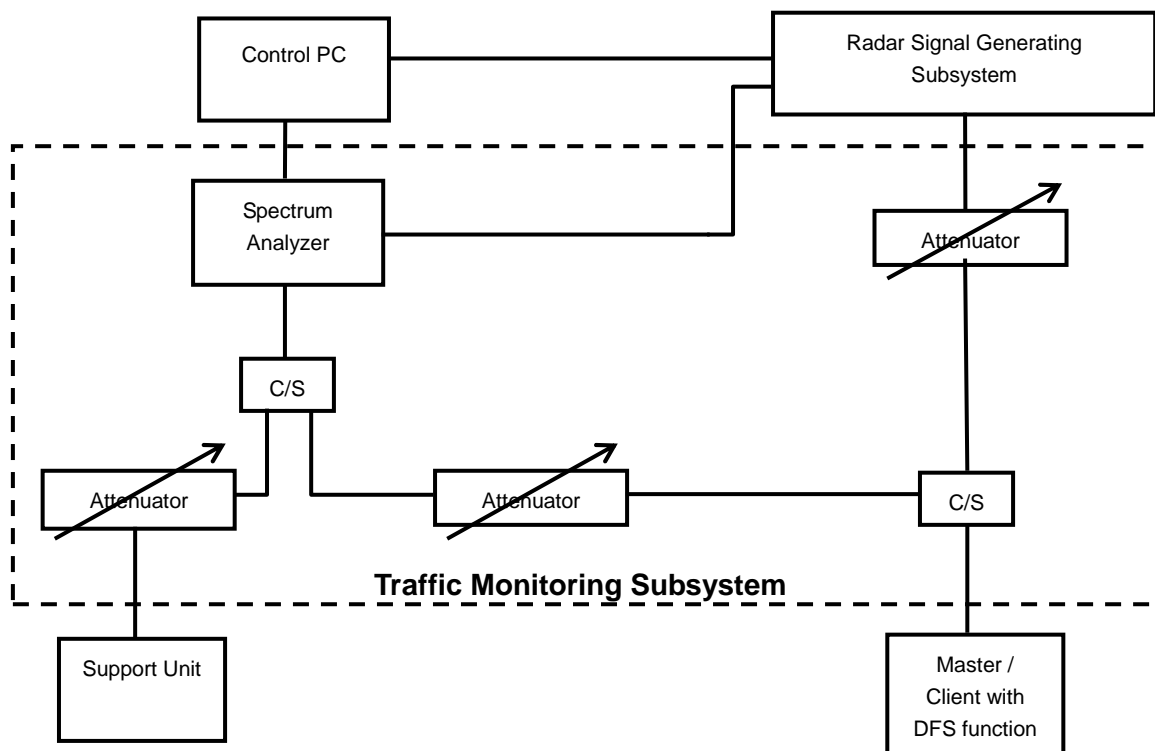 Control PC
Radar Signal Generating
Subsystem
Spectrum
Analyzer
Attenuator
C/S
Attenuator
Attenuator
C/S
Traffic Monitoring Subsystem
Support Unit
Master /
Client with
DFS function